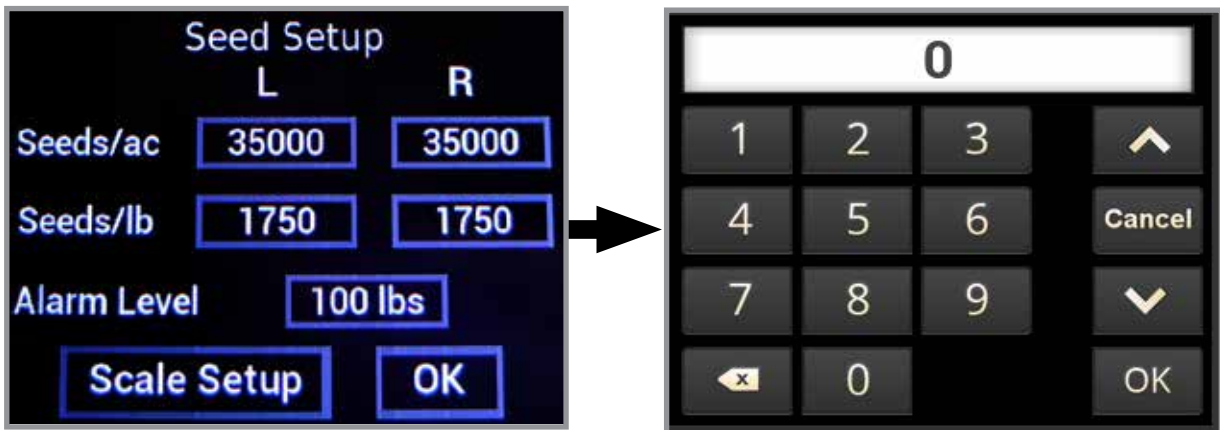 Seed Setup
L R
Seeds/ac 35000 35000
Seeds/lb 1750 1750
Alarm Level 100 lbs
Scale Setup OK
0
1 2 3
4 5 6 Cancel
7 8 9
x 0 OK